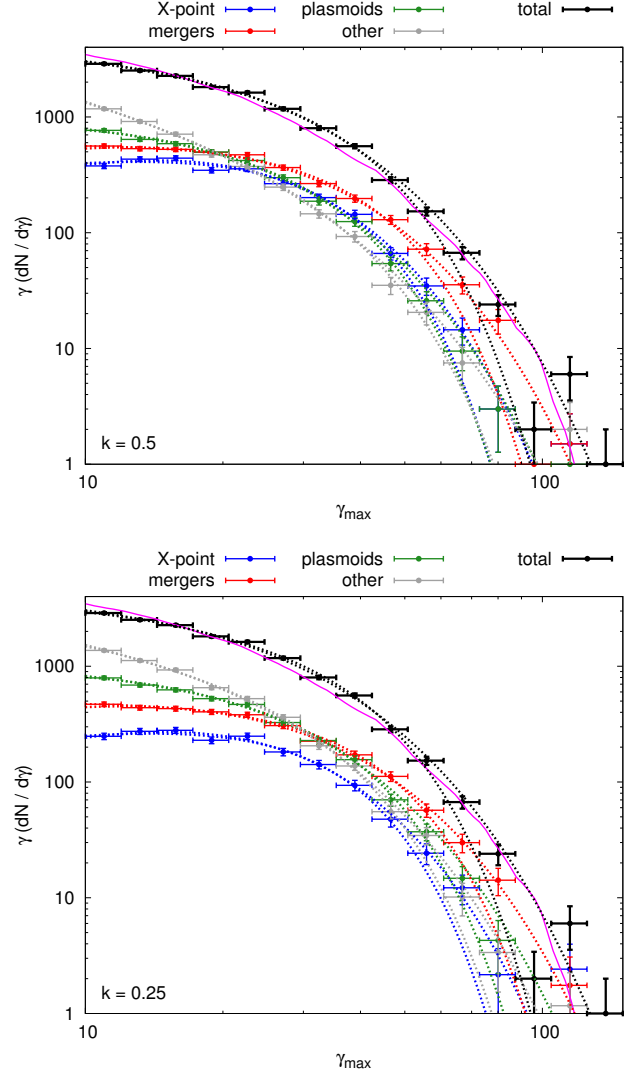 X-point plasmoids total
mergers other
1000
100
10
1
γ (dN / dγ)
k = 0.5
10 100
γmax
X-point plasmoids total
mergers other
1000
100
10
1
γ (dN / dγ)
k = 0.25
10 100
γmax